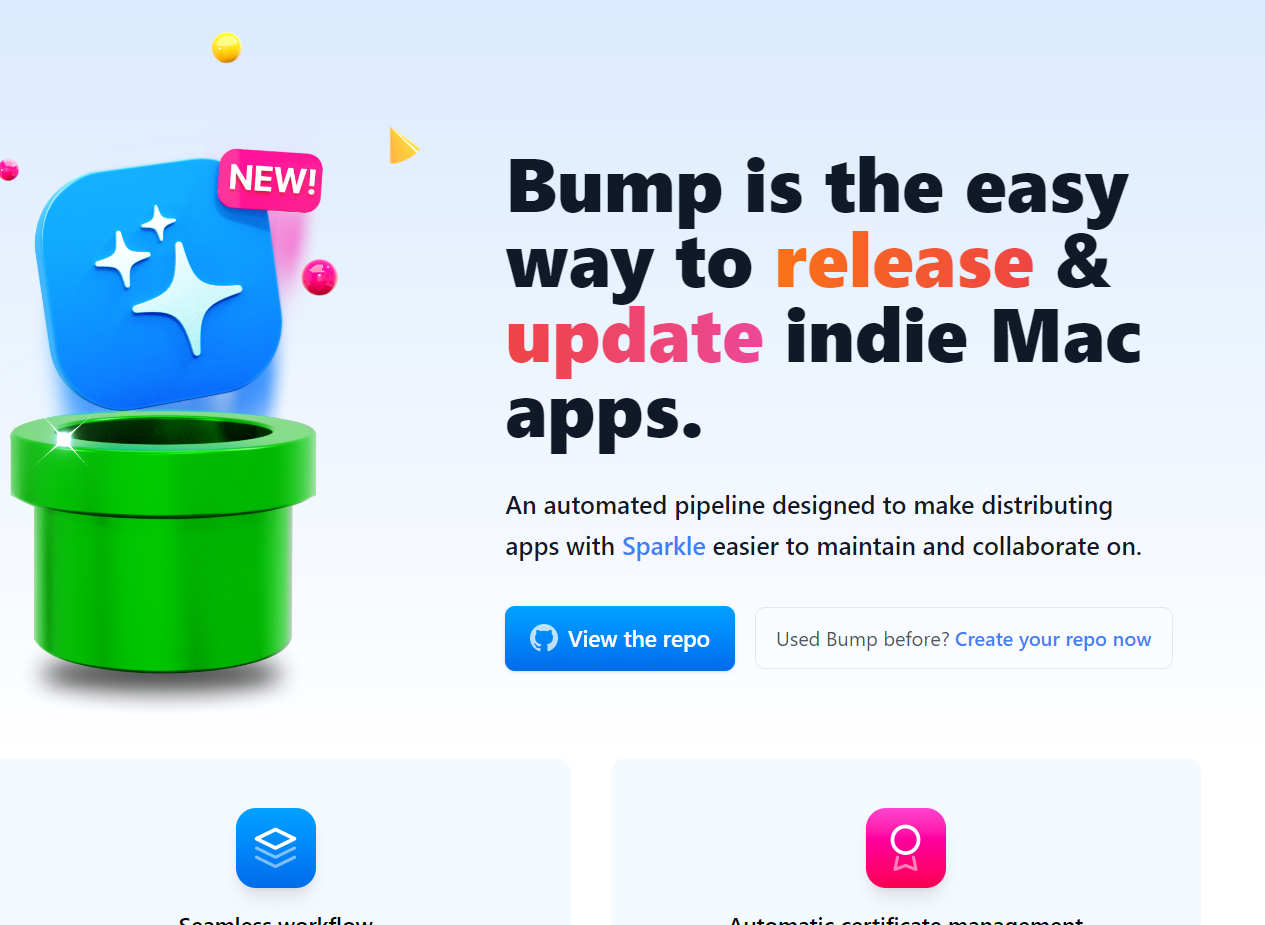 NEW!
Bump is the easy
way to release &
update indie Mac
apps.
An automated pipeline designed to make distributing
apps with Sparkle easier to maintain and collaborate on.
View the repo
Used Bump before? Create your repo now
Seamless workflow
Automatic certificate management